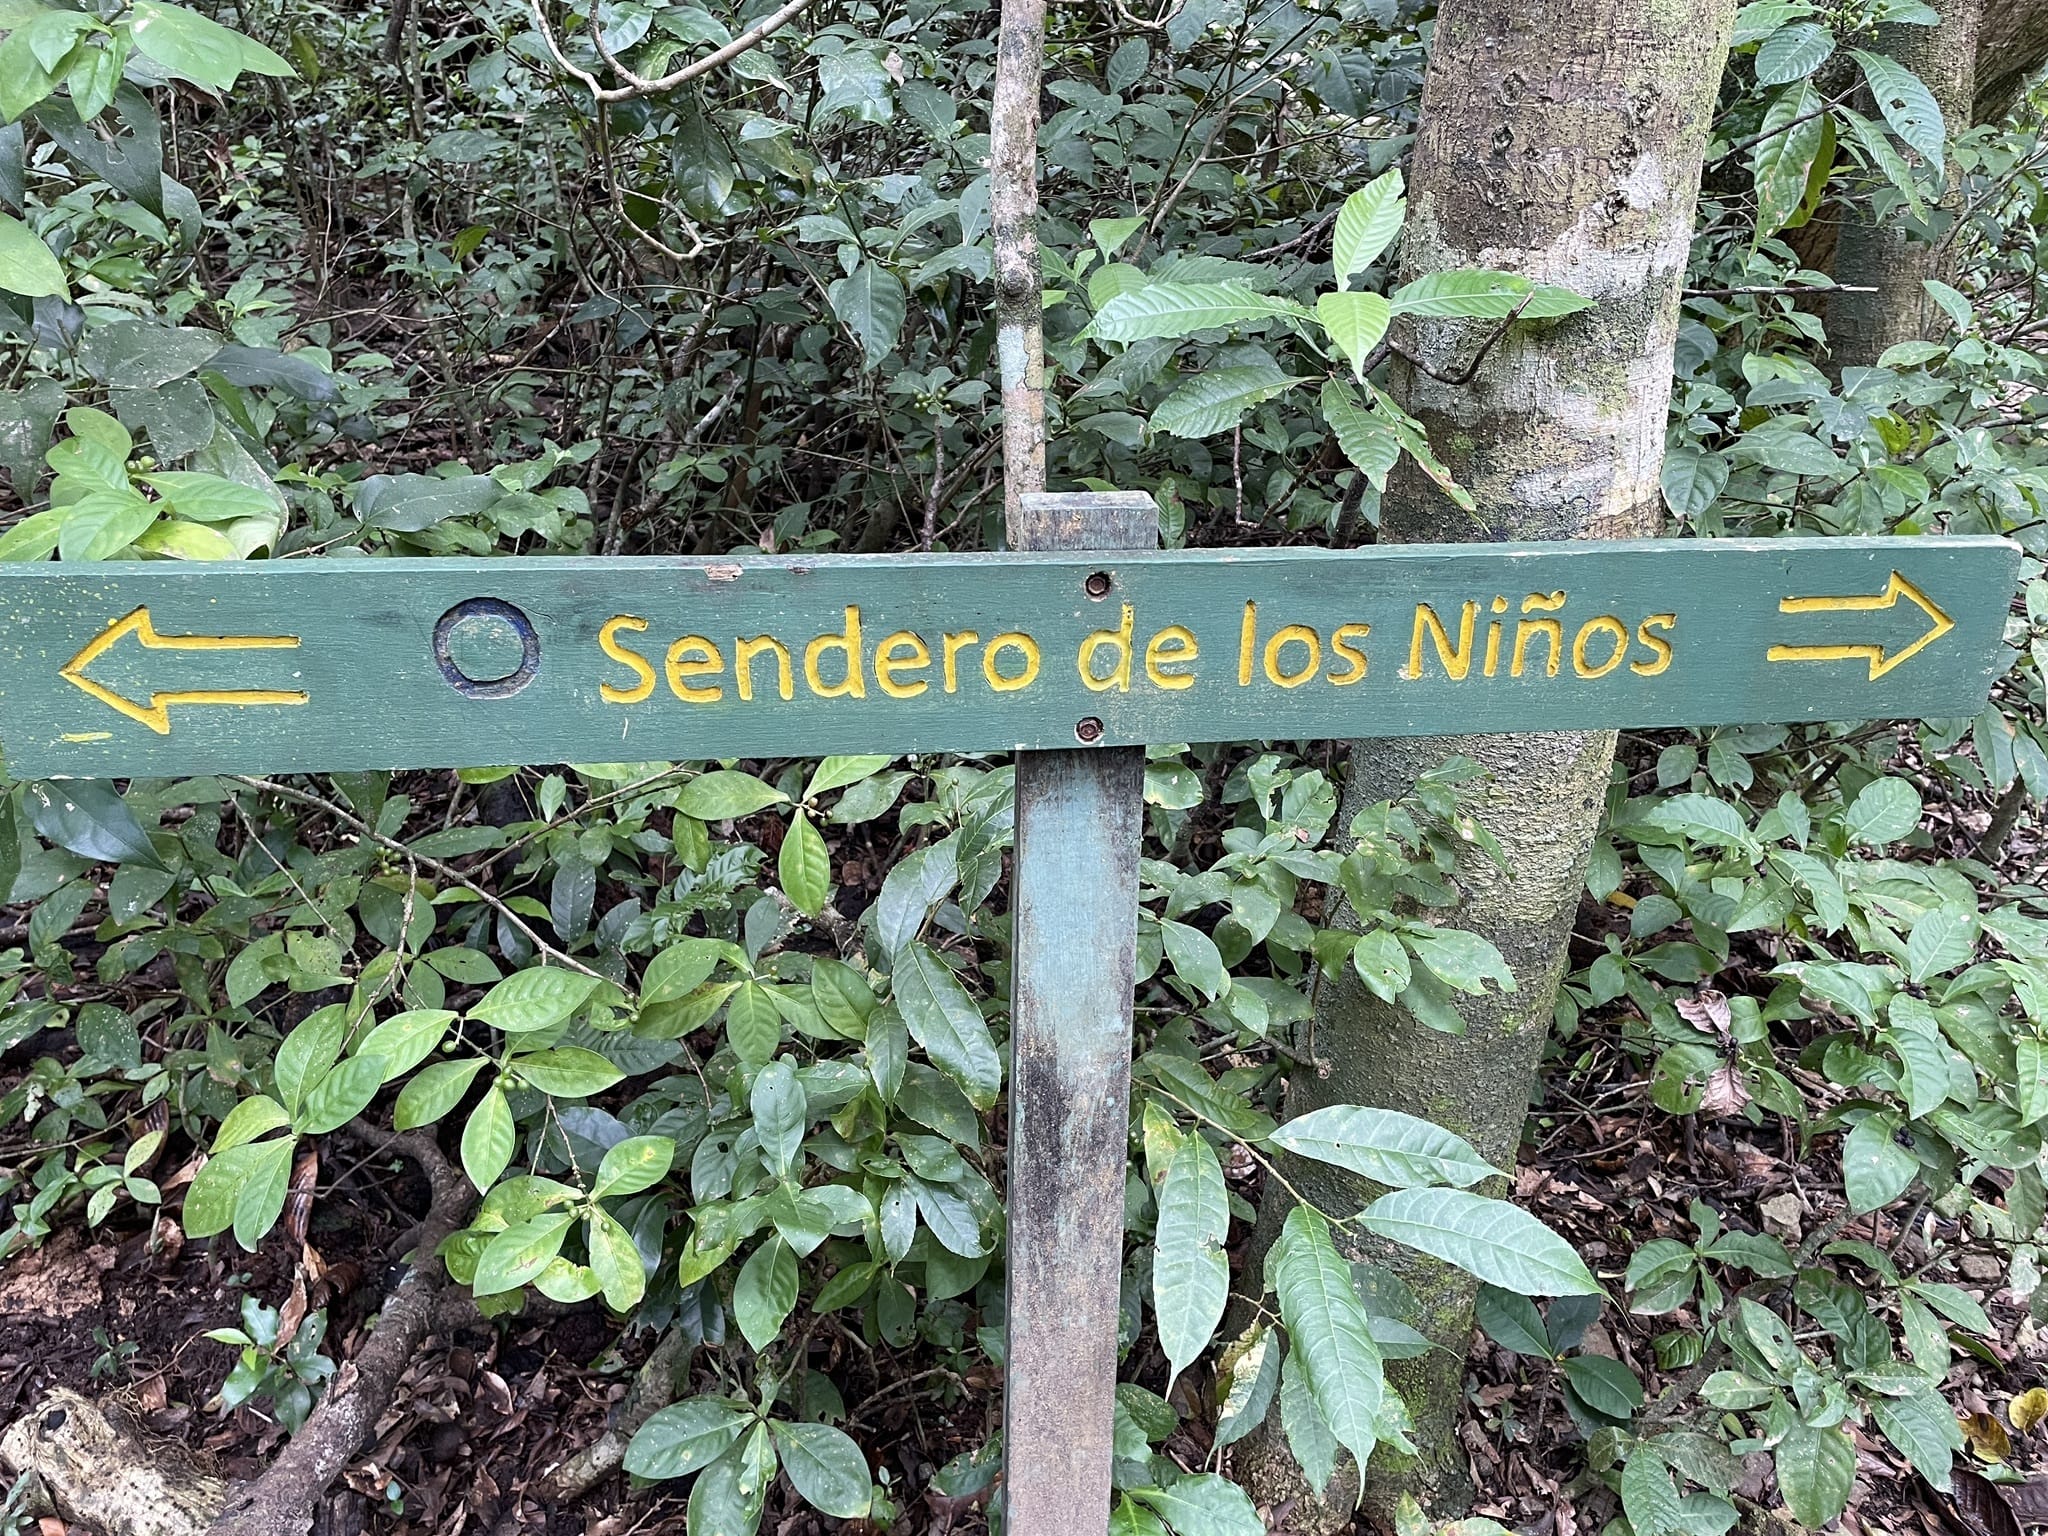 Sendero de los Niños